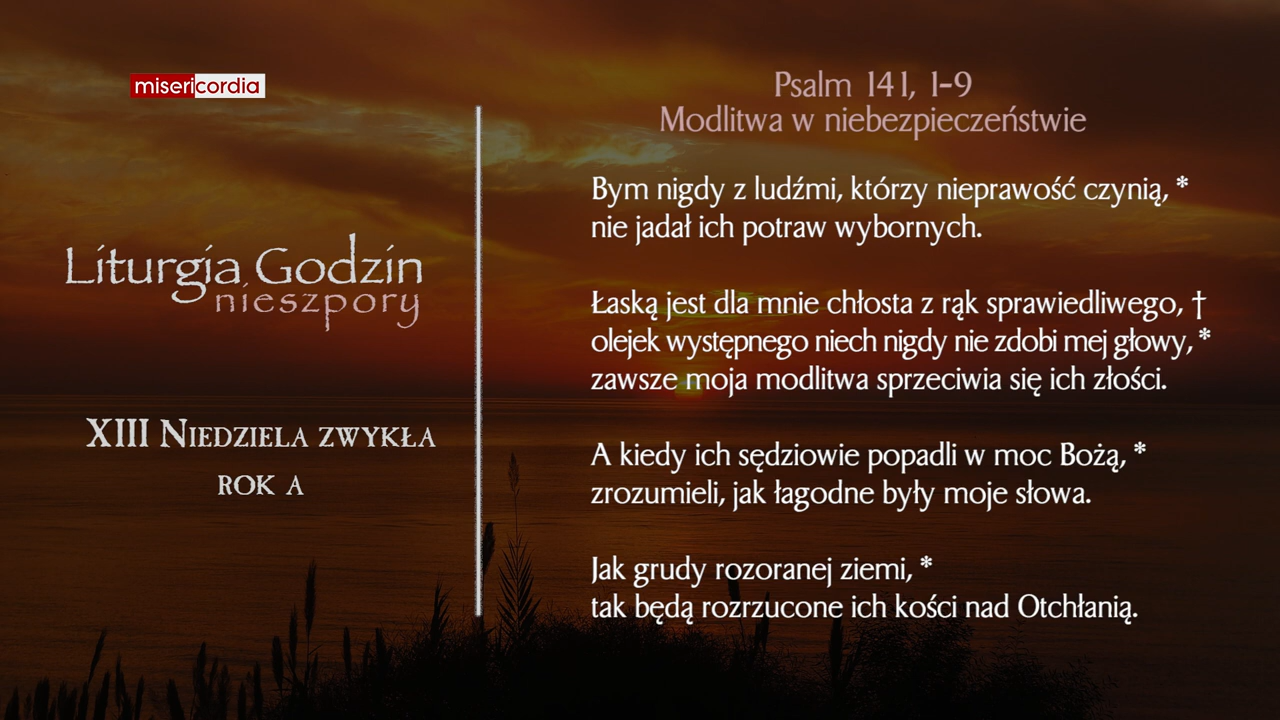 misericordia
Liturgia Godzin
nieszpory
XIII Niedziela zwykła
rok A
Psalm 141, 1-9
Modlitwa w niebezpieczeństwie
Bym nigdy z ludźmi, którzy nieprawość czynią, *
nie jadał ich potraw wybornych.
Łaską jest dla mnie chłosta z rąk sprawiedliwego, †
olejek występnego niech nigdy nie zdobi mej głowy, *
zawsze moja modlitwa sprzeciwia się ich złości.
A kiedy ich sędziowie popadli w moc Bożą, *
zrozumieli, jak łagodne były moje słowa.
Jak grudy rozoranej ziemi, *
tak będą rozrzucone ich kości nad Otchłanią.